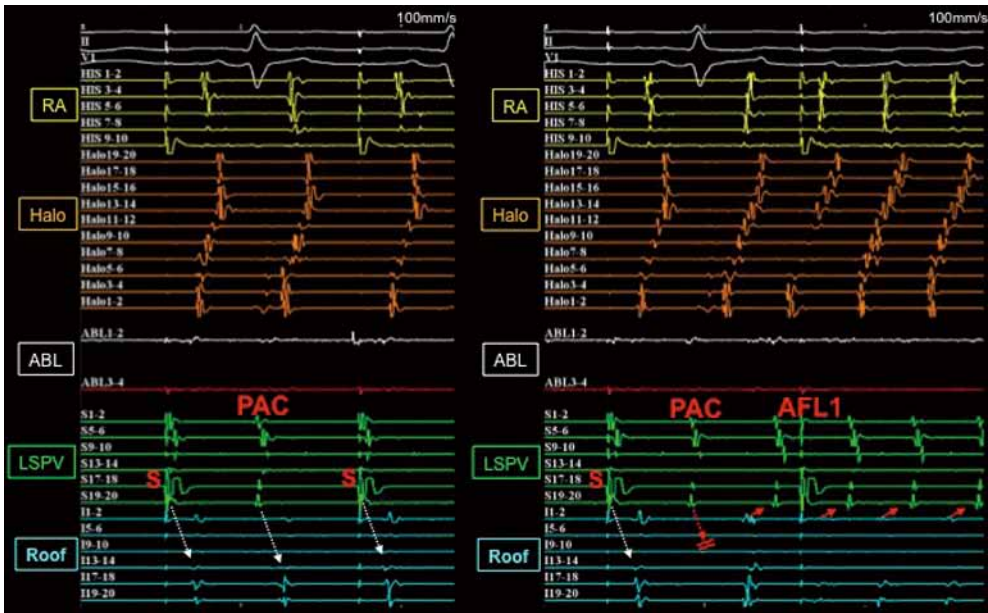 100mm/s
I
II
V1
HIS 1-2
HIS 3-4
HIS 5-6
HIS 7-8
HIS 9-10
Halo19-20
Halo17-18
Halo15-16
Halo13-14
Halo11-12
Halo9-10
Halo7-8
Halo5-6
Halo3-4
Halo1-2
ABL1-2
ABL3-4
S1-2
S5-6
S9-10
S13-14
S17-18
S19-20
I1-2
I5-6
I9-10
I13-14
I17-18
I19-20
RA
Halo
ABL
LSPV
Roof
PAC
S
S
100mm/s
I
II
V1
HIS 1-2
HIS 3-4
HIS 5-6
HIS 7-8
HIS 9-10
Halo19-20
Halo17-18
Halo15-16
Halo13-14
Halo11-12
Halo9-10
Halo7-8
Halo5-6
Halo3-4
Halo1-2
ABL1-2
ABL3-4
S1-2
S5-6
S9-10
S13-14
S17-18
S19-20
I1-2
I5-6
I9-10
I13-14
I17-18
I19-20
RA
Halo
ABL
LSPV
Roof
PAC
AFL1
S